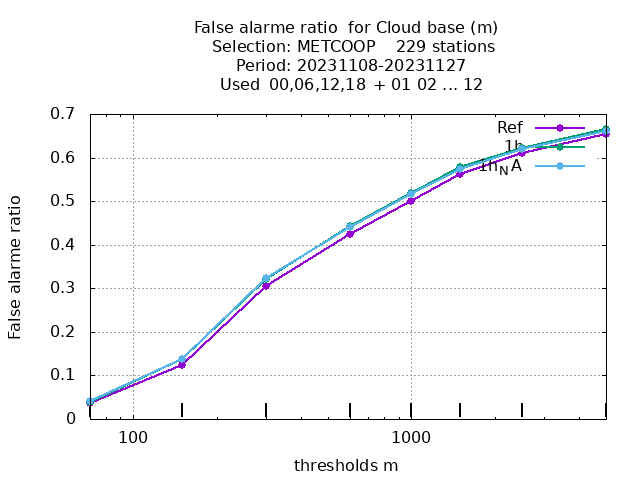 False alarme ratio for Cloud base (m)
Selection: METCOOP 229 stations
Period: 20231108-20231127
Used 00,06,12,18 + 01 02 ... 12
0.7
0.6
0.5
0.4
0.3
0.2
0.1
0
False alarme ratio
Ref
1h
1hNA
100
1000
thresholds m